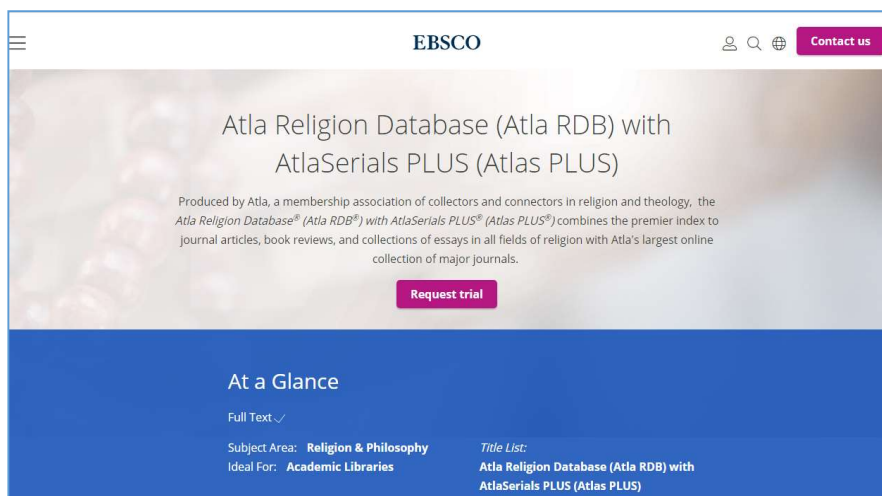 EBSCO
Contact us
Atla Religion Database (Atla RDB) with
AtlaSerials PLUS (Atlas PLUS)
Produced by Atla, a membership association of collectors and connectors in religion and theology, the
Atla Religion Database® (Atla RDB®) with AtlaSerials PLUS® (Atlas PLUS®) combines the premier index to
journal articles, book reviews, and collections of essays in all fields of religion with Atla's largest online
collection of major journals.
Request trial
At a Glance
Full Text
Subject Area: Religion & Philosophy
Ideal For: Academic Libraries
Title List:
Atla Religion Database (Atla RDB) with
AtlaSerials PLUS (Atlas PLUS)